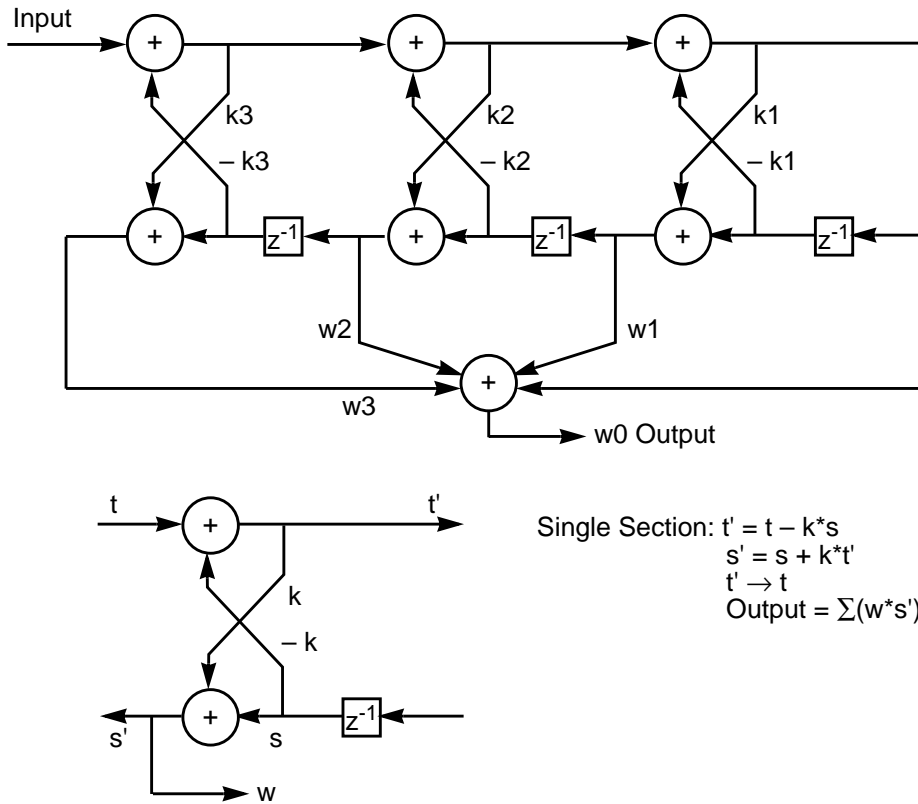 Input
+ + +
k3 k2 k1
– k3 – k2 – k1
+ z⁻¹ + z⁻¹ + z⁻¹
w2 w1
+
w3
w0 Output
t t'
+
k
– k
+ z⁻¹
s' s
w
Single Section: t' = t – k*s
s' = s + k*t'
t' → t
Output = ∑(w*s')